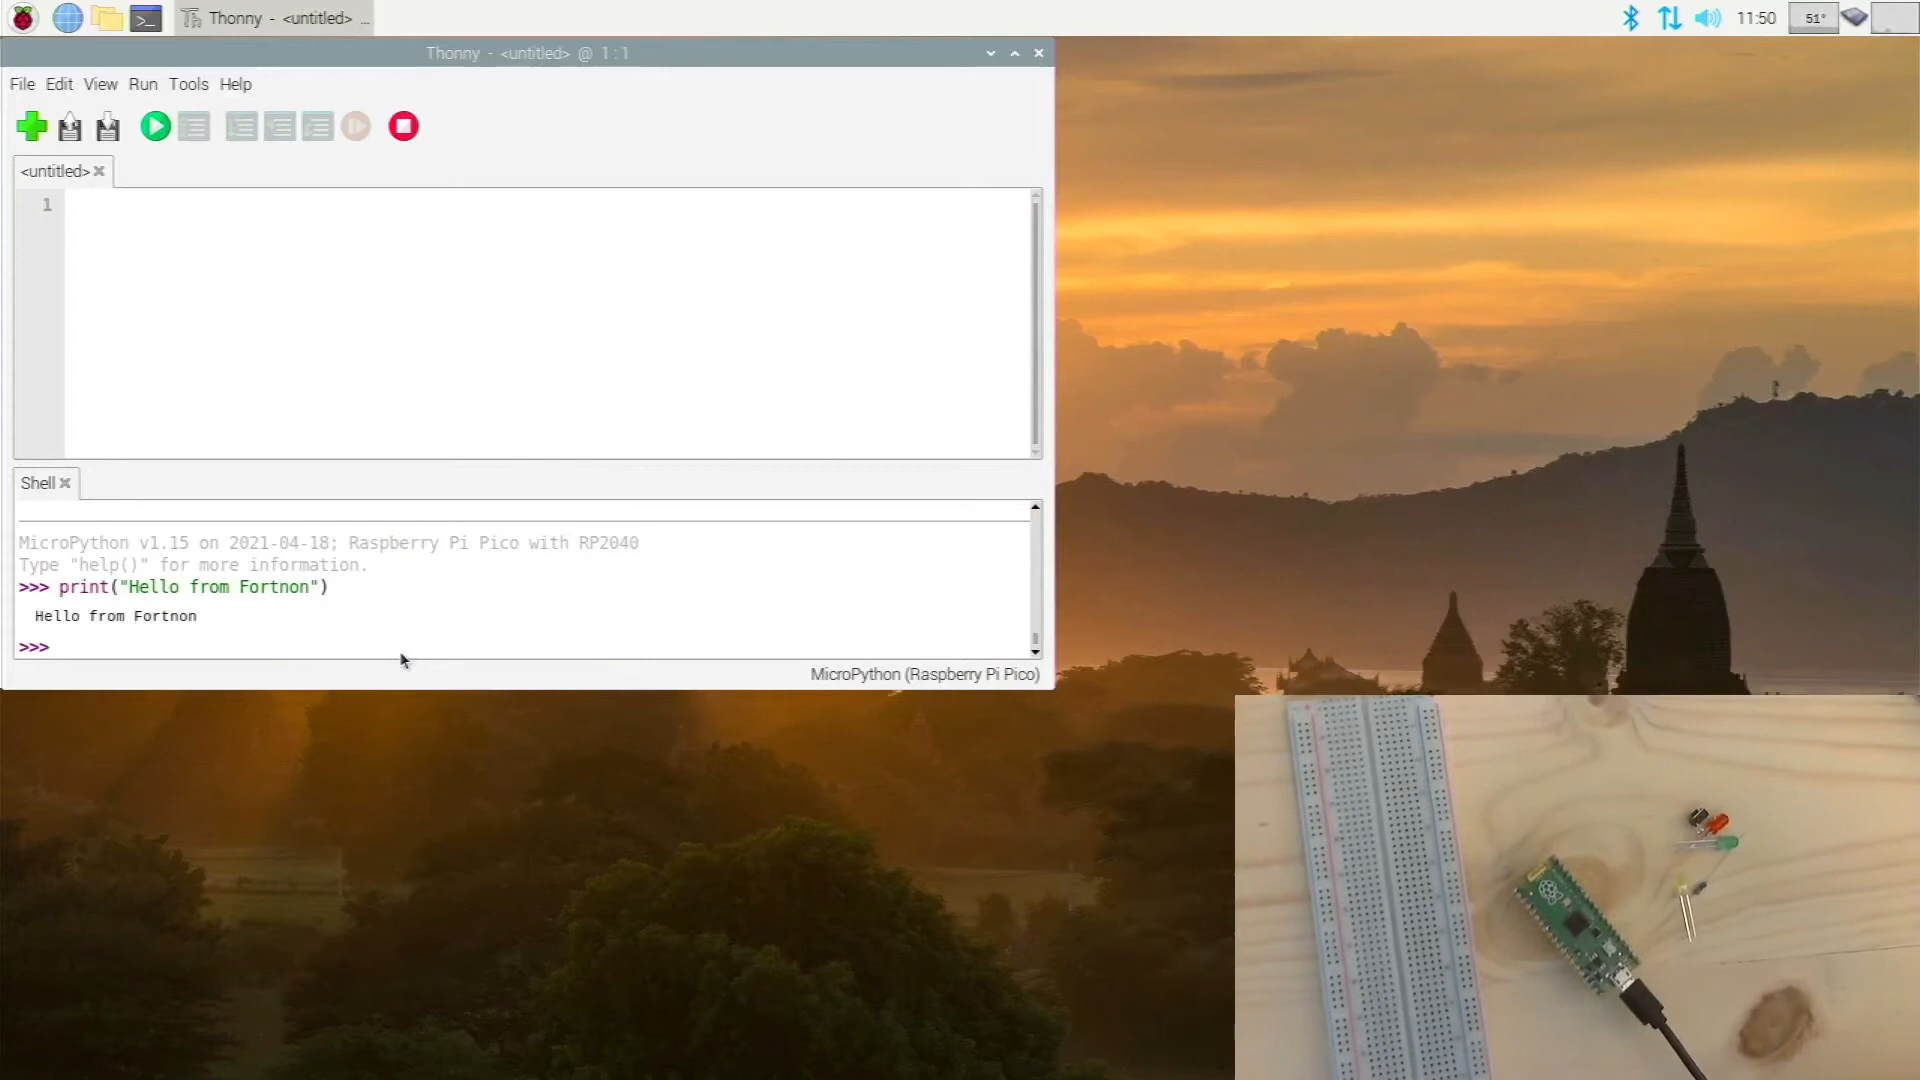 Thonny - <untitled> ...
11:50
51°
Thonny - <untitled> @ 1:1
File Edit View Run Tools Help
<untitled>
1
Shell
MicroPython v1.15 on 2021-04-18; Raspberry Pi Pico with RP2040
Type "help()" for more information.
>>> print("Hello from Fortnon")
Hello from Fortnon
>>>
MicroPython (Raspberry Pi Pico)